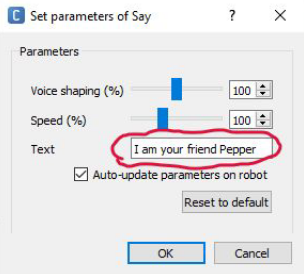 Set parameters of Say
Parameters
Voice shaping (%) 100
Speed (%) 100
Text I am your friend Pepper
Auto-update parameters on robot
Reset to default
OK Cancel